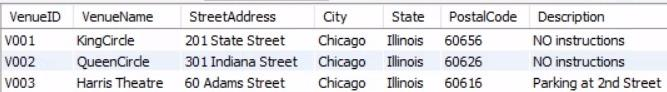 VenueID VenueName StreetAddress City State PostalCode Description
V001 KingCircle 201 State Street Chicago Illinois 60656 NO instructions
V002 QueenCircle 301 Indiana Street Chicago Illinois 60626 NO instructions
V003 Harris Theatre 60 Adams Street Chicago Illinois 60616 Parking at 2nd Street